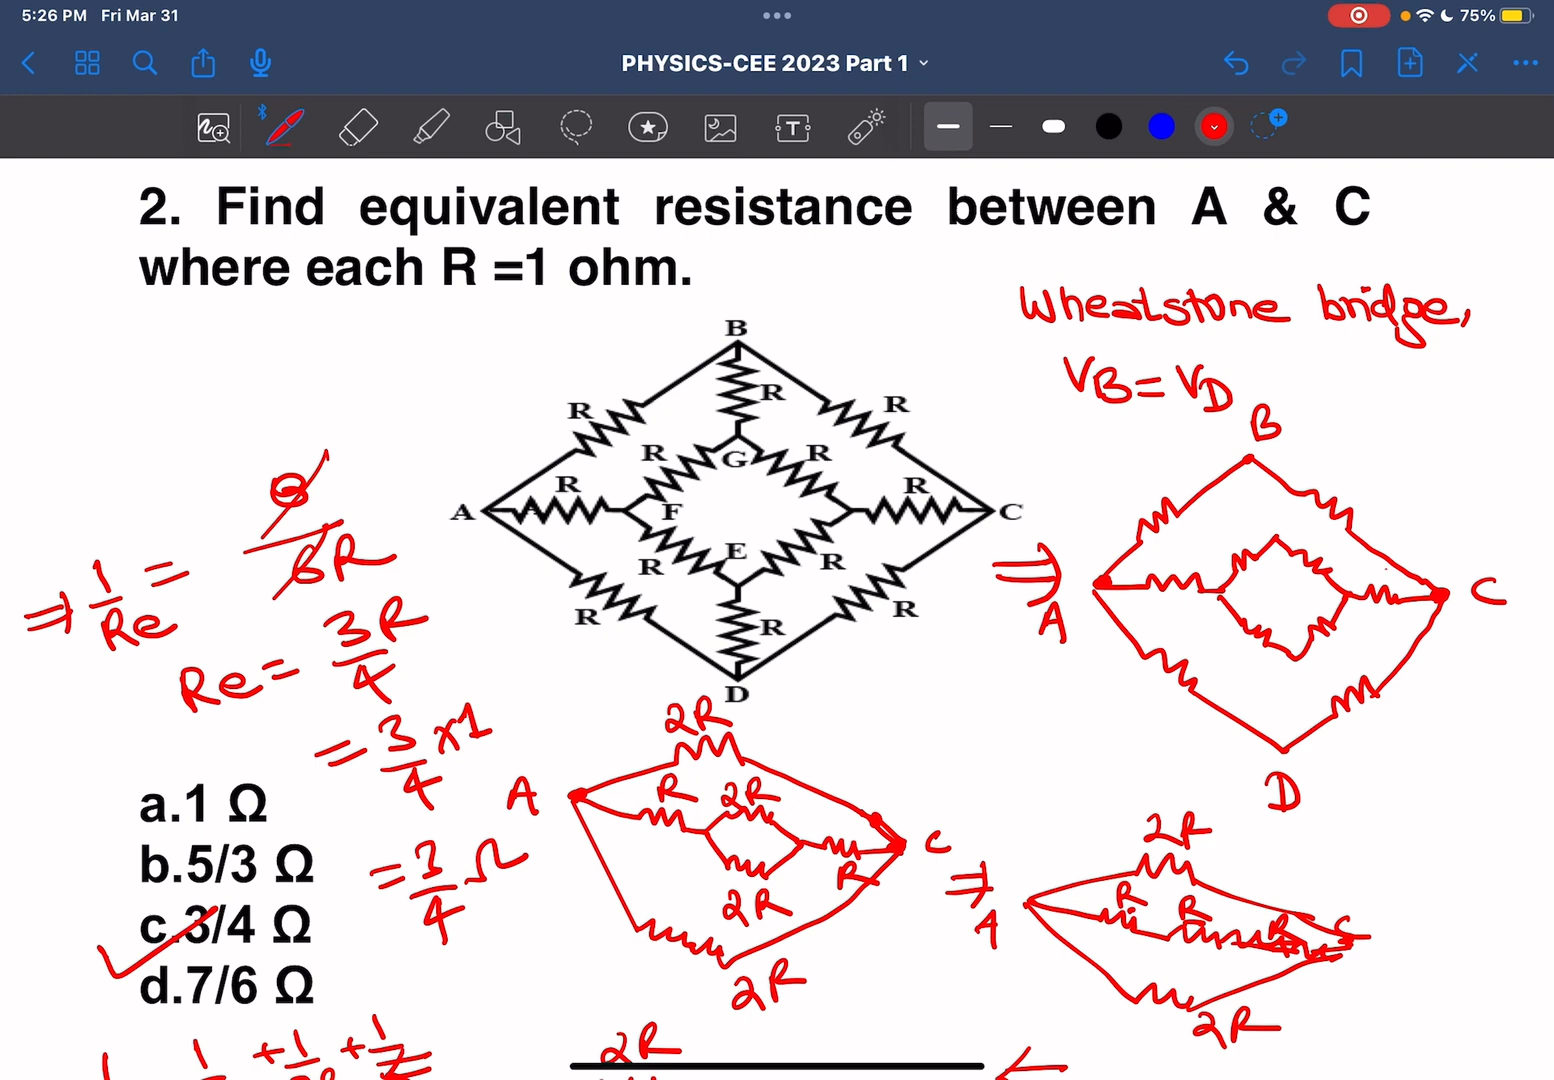 5:26 PM Fri Mar 31
75%
PHYSICS-CEE 2023 Part 1
2. Find equivalent resistance between A & C
where each R =1 ohm.
Wheatstone bridge,
VB = VD
B
B
R
R
R
R
G
R
R
R
A
F
C
E
R
R
R
R
R
D
A
C
D
⇒ 1/Re = 8/6R
Re = 3R/4
= 3/4 x1
= 3/4 Ω
a.1 Ω
b.5/3 Ω
c.3/4 Ω
d.7/6 Ω
2R
A
R
2R
C
R
2R
2R
⇒
2R
A
R
R
R
C
2R
2R